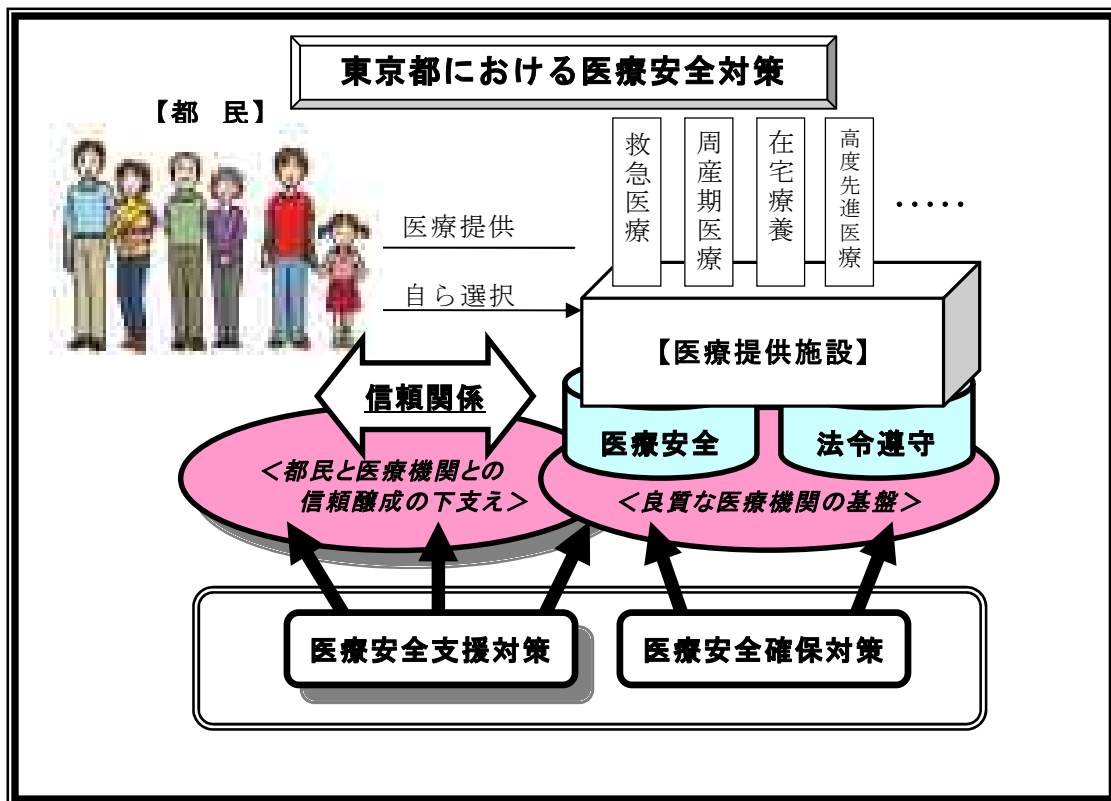 東京都における医療安全対策
【都 民】
救急医療
周産期医療
在宅療養
高度先進医療
・・・・・
医療提供
自ら選択
【医療提供施設】
信頼関係
医療安全
法令遵守
＜都民と医療機関との
信頼醸成の下支え＞
＜良質な医療機関の基盤＞
医療安全支援対策
医療安全確保対策